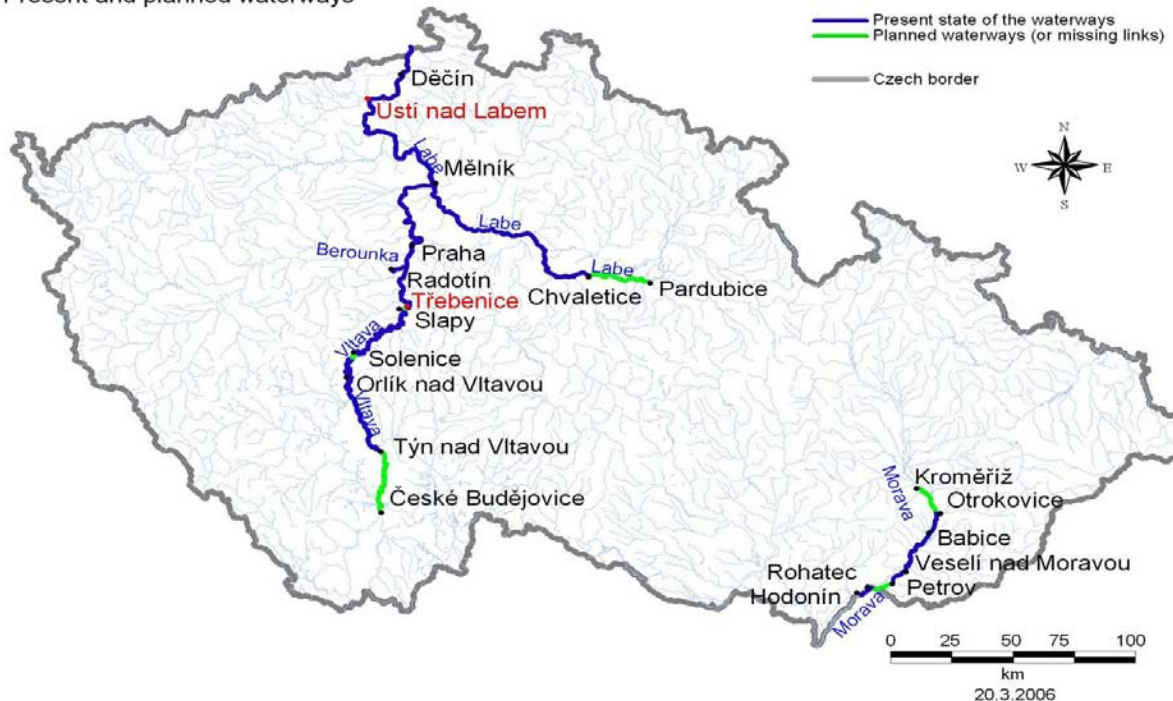 Present and planned waterways
Present state of the waterways
Planned waterways (or missing links)
Czech border
N
W E
S
Děčín
Ustí nad Labem
Labe
Mělník
Labe
Berounka
Praha
Radotín
Labe
Třebenice
Chvaletice
Pardubice
Slapy
Vltava
Solenice
Orlík nad Vltavou
Vltava
Týn nad Vltavou
České Budějovice
Morava
Kroměříž
Otrokovice
Babice
Veselí nad Moravou
Rohatec
Petrov
Hodonín
Morava
0 25 50 75 100
km
20.3.2006